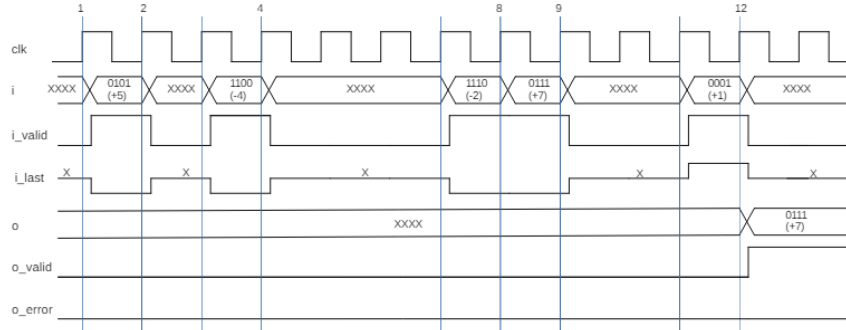 1 2 4 8 9 12
clk
i XXXX 0101 XXXX 1100 XXXX 1110 0111 XXXX 0001 XXXX
(+5) (-4) (-2) (+7) (+1)
i_valid
i_last X X X X X
o XXXX 0111
(+7)
o_valid
o_error